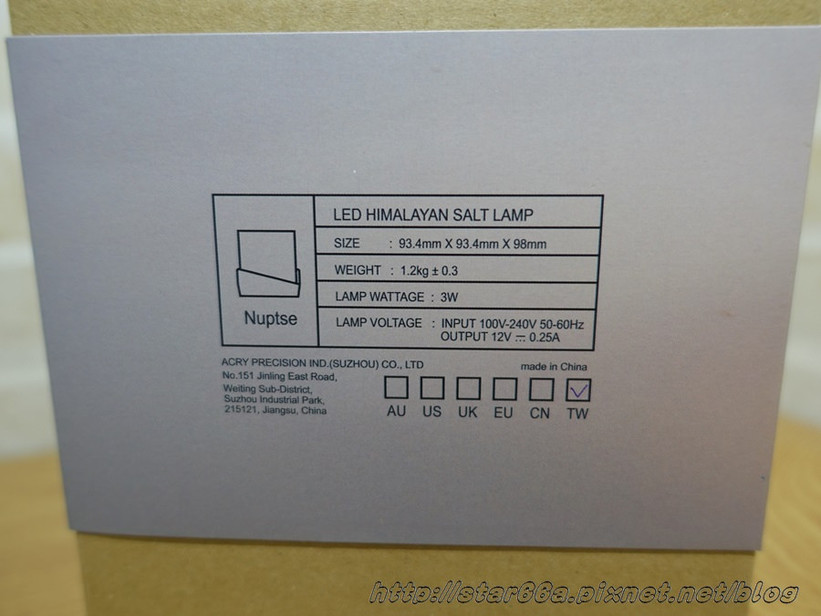 LED HIMALAYAN SALT LAMP
SIZE : 93.4mm X 93.4mm X 98mm
WEIGHT : 1.2kg ± 0.3
LAMP WATTAGE : 3W
LAMP VOLTAGE : INPUT 100V-240V 50-60Hz
OUTPUT 12V ⎓ 0.25A
Nuptse
ACRY PRECISION IND.(SUZHOU) CO., LTD
No.151 Jinling East Road,
Weiting Sub-District,
Suzhou Industrial Park,
215121, Jiangsu, China
made in China
AU US UK EU CN TW
http://star66a.pixnet.net/blog